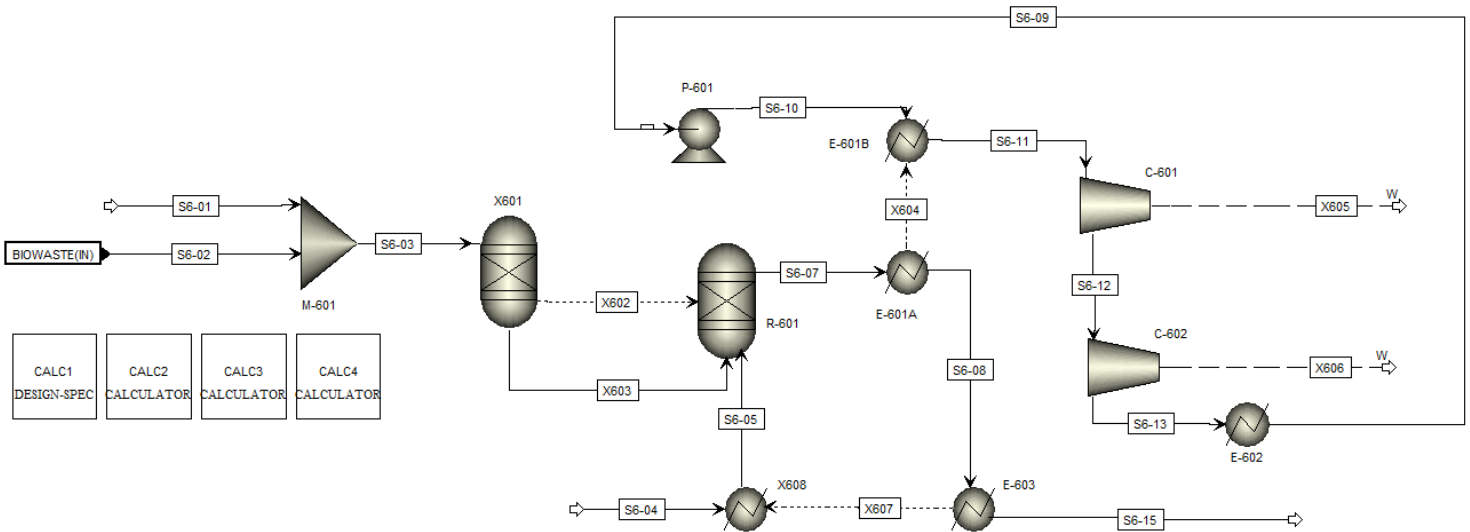 S6-09
P-601
S6-10
E-601B
S6-11
C-601
W
X605
X604
S6-01
X601
S6-03
BIOWASTE(IN)
S6-02
M-601
S6-07
E-601A
X602
R-601
S6-12
C-602
W
X606
CALC1
DESIGN-SPEC
CALC2
CALCULATOR
CALC3
CALCULATOR
CALC4
CALCULATOR
X603
S6-08
S6-05
S6-13
E-602
X608
E-603
S6-04
X607
S6-15